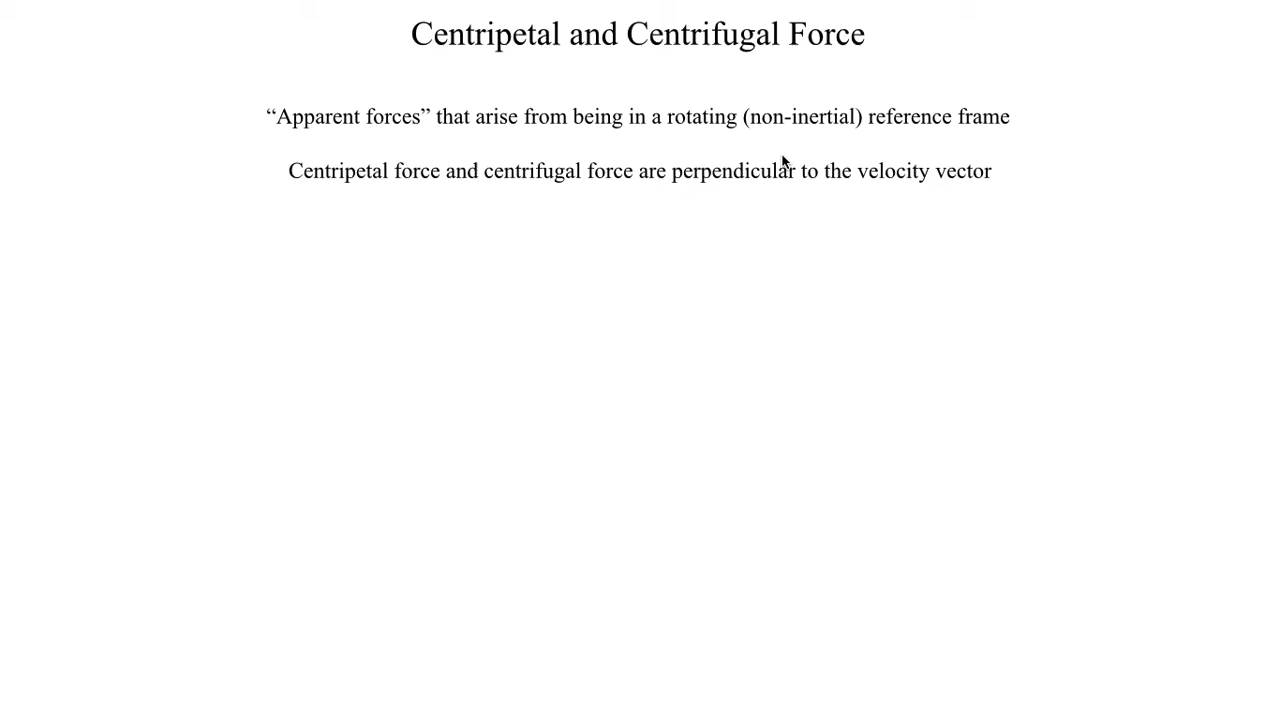 Centripetal and Centrifugal Force
“Apparent forces” that arise from being in a rotating (non-inertial) reference frame
Centripetal force and centrifugal force are perpendicular to the velocity vector